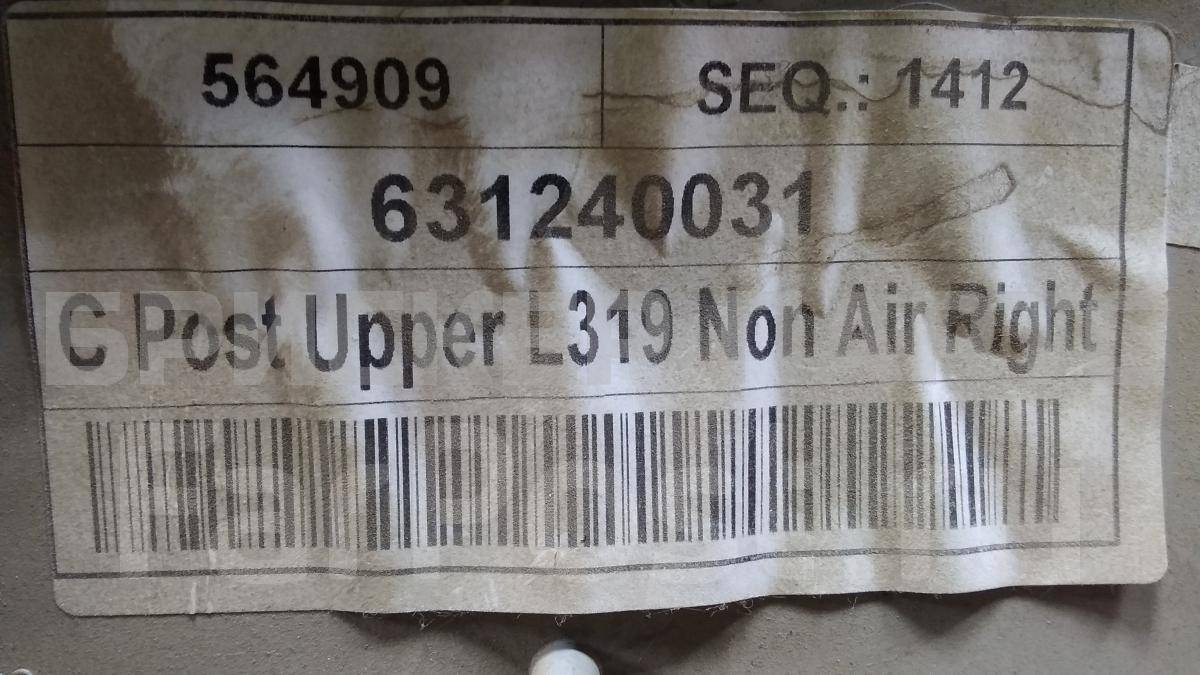 564909
SEQ.: 1412
631240031
C Post Upper L319 Non Air Right